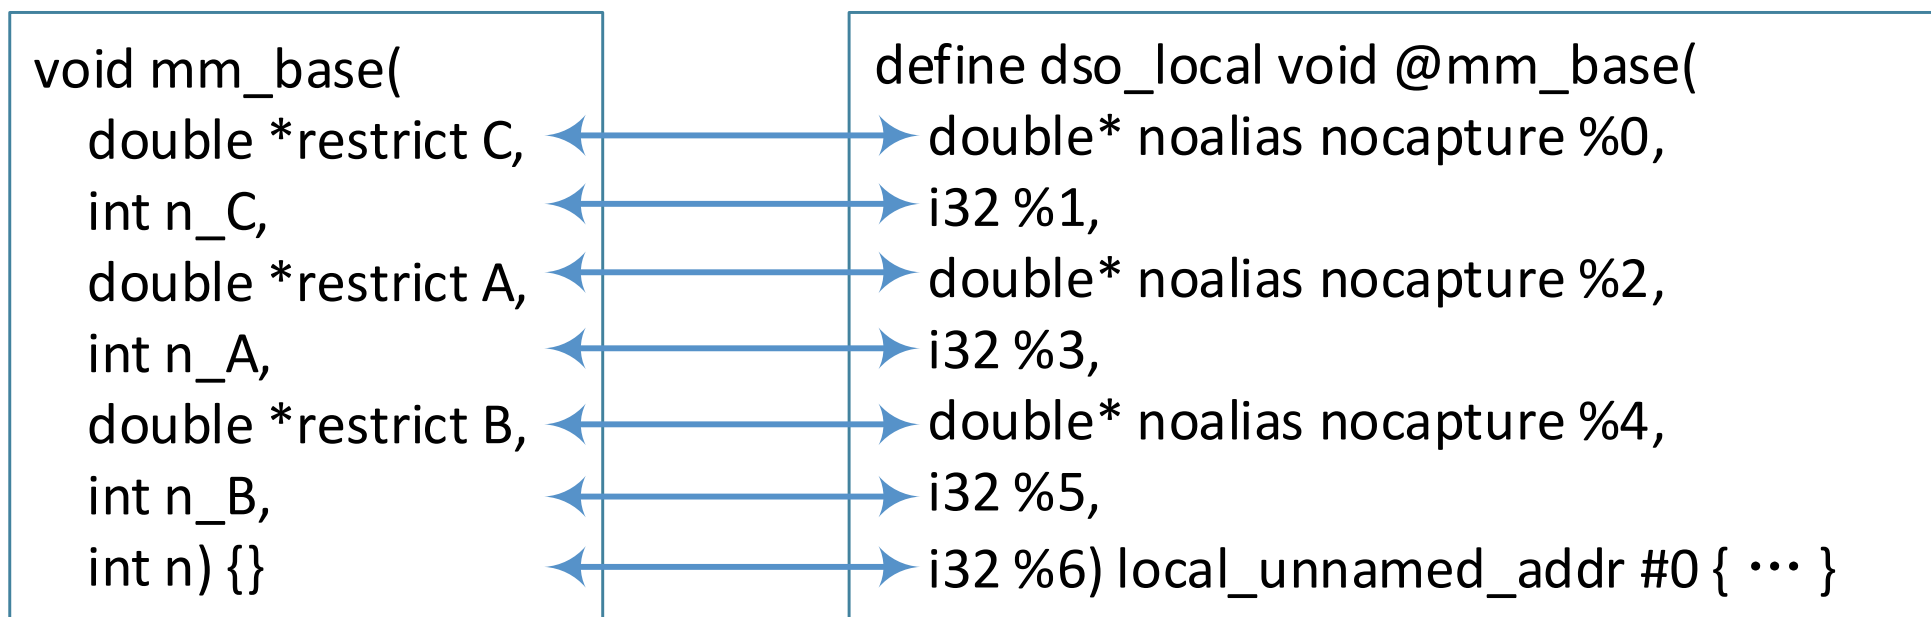 void mm_base(
double *restrict C,
int n_C,
double *restrict A,
int n_A,
double *restrict B,
int n_B,
int n) {}
define dso_local void @mm_base(
double* noalias nocapture %0,
i32 %1,
double* noalias nocapture %2,
i32 %3,
double* noalias nocapture %4,
i32 %5,
i32 %6) local_unnamed_addr #0 { ⋯ }